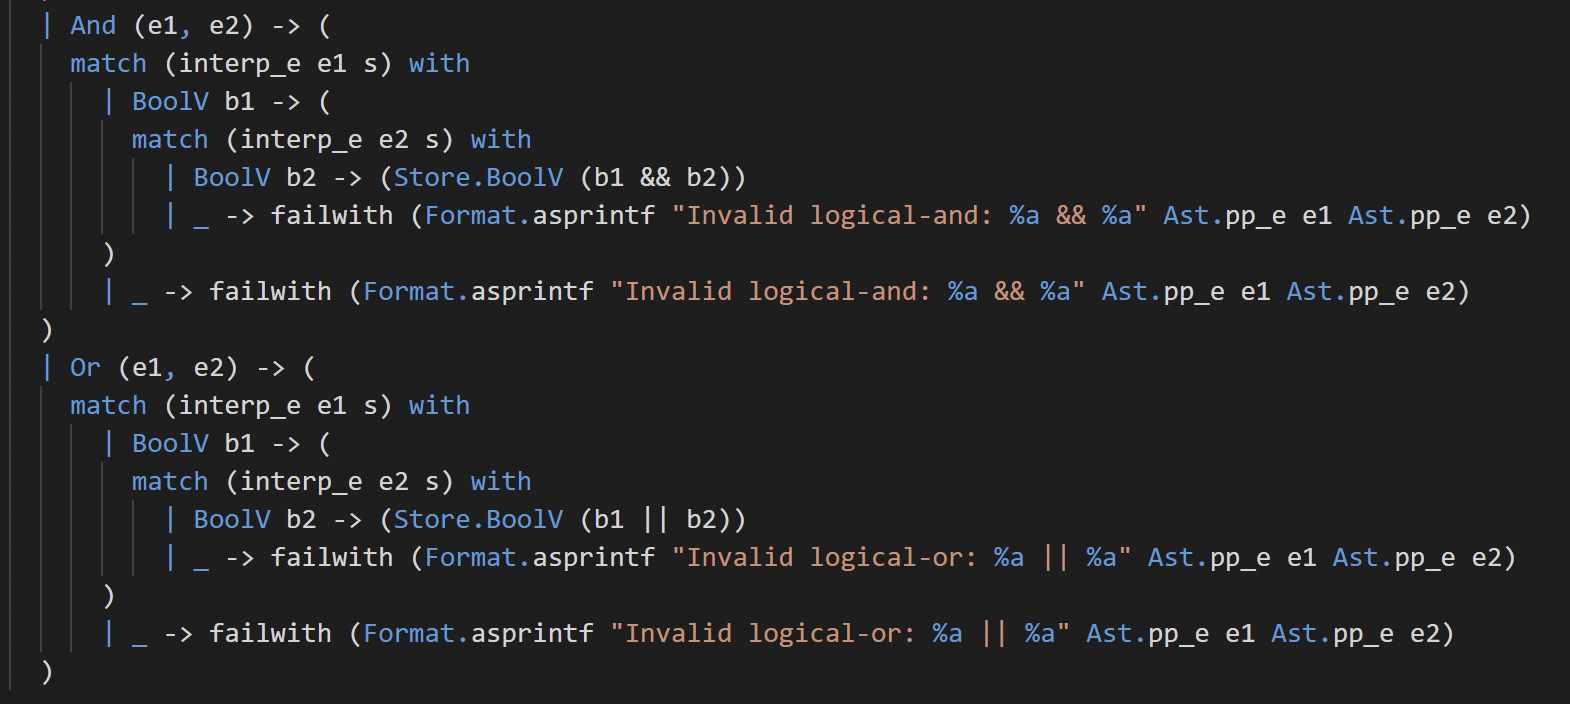 | And (e1, e2) -> (
match (interp_e e1 s) with
| BoolV b1 -> (
match (interp_e e2 s) with
| BoolV b2 -> (Store.BoolV (b1 && b2))
| _ -> failwith (Format.asprintf "Invalid logical-and: %a && %a" Ast.pp_e e1 Ast.pp_e e2)
)
| _ -> failwith (Format.asprintf "Invalid logical-and: %a && %a" Ast.pp_e e1 Ast.pp_e e2)
)
| Or (e1, e2) -> (
match (interp_e e1 s) with
| BoolV b1 -> (
match (interp_e e2 s) with
| BoolV b2 -> (Store.BoolV (b1 || b2))
| _ -> failwith (Format.asprintf "Invalid logical-or: %a || %a" Ast.pp_e e1 Ast.pp_e e2)
)
| _ -> failwith (Format.asprintf "Invalid logical-or: %a || %a" Ast.pp_e e1 Ast.pp_e e2)
)